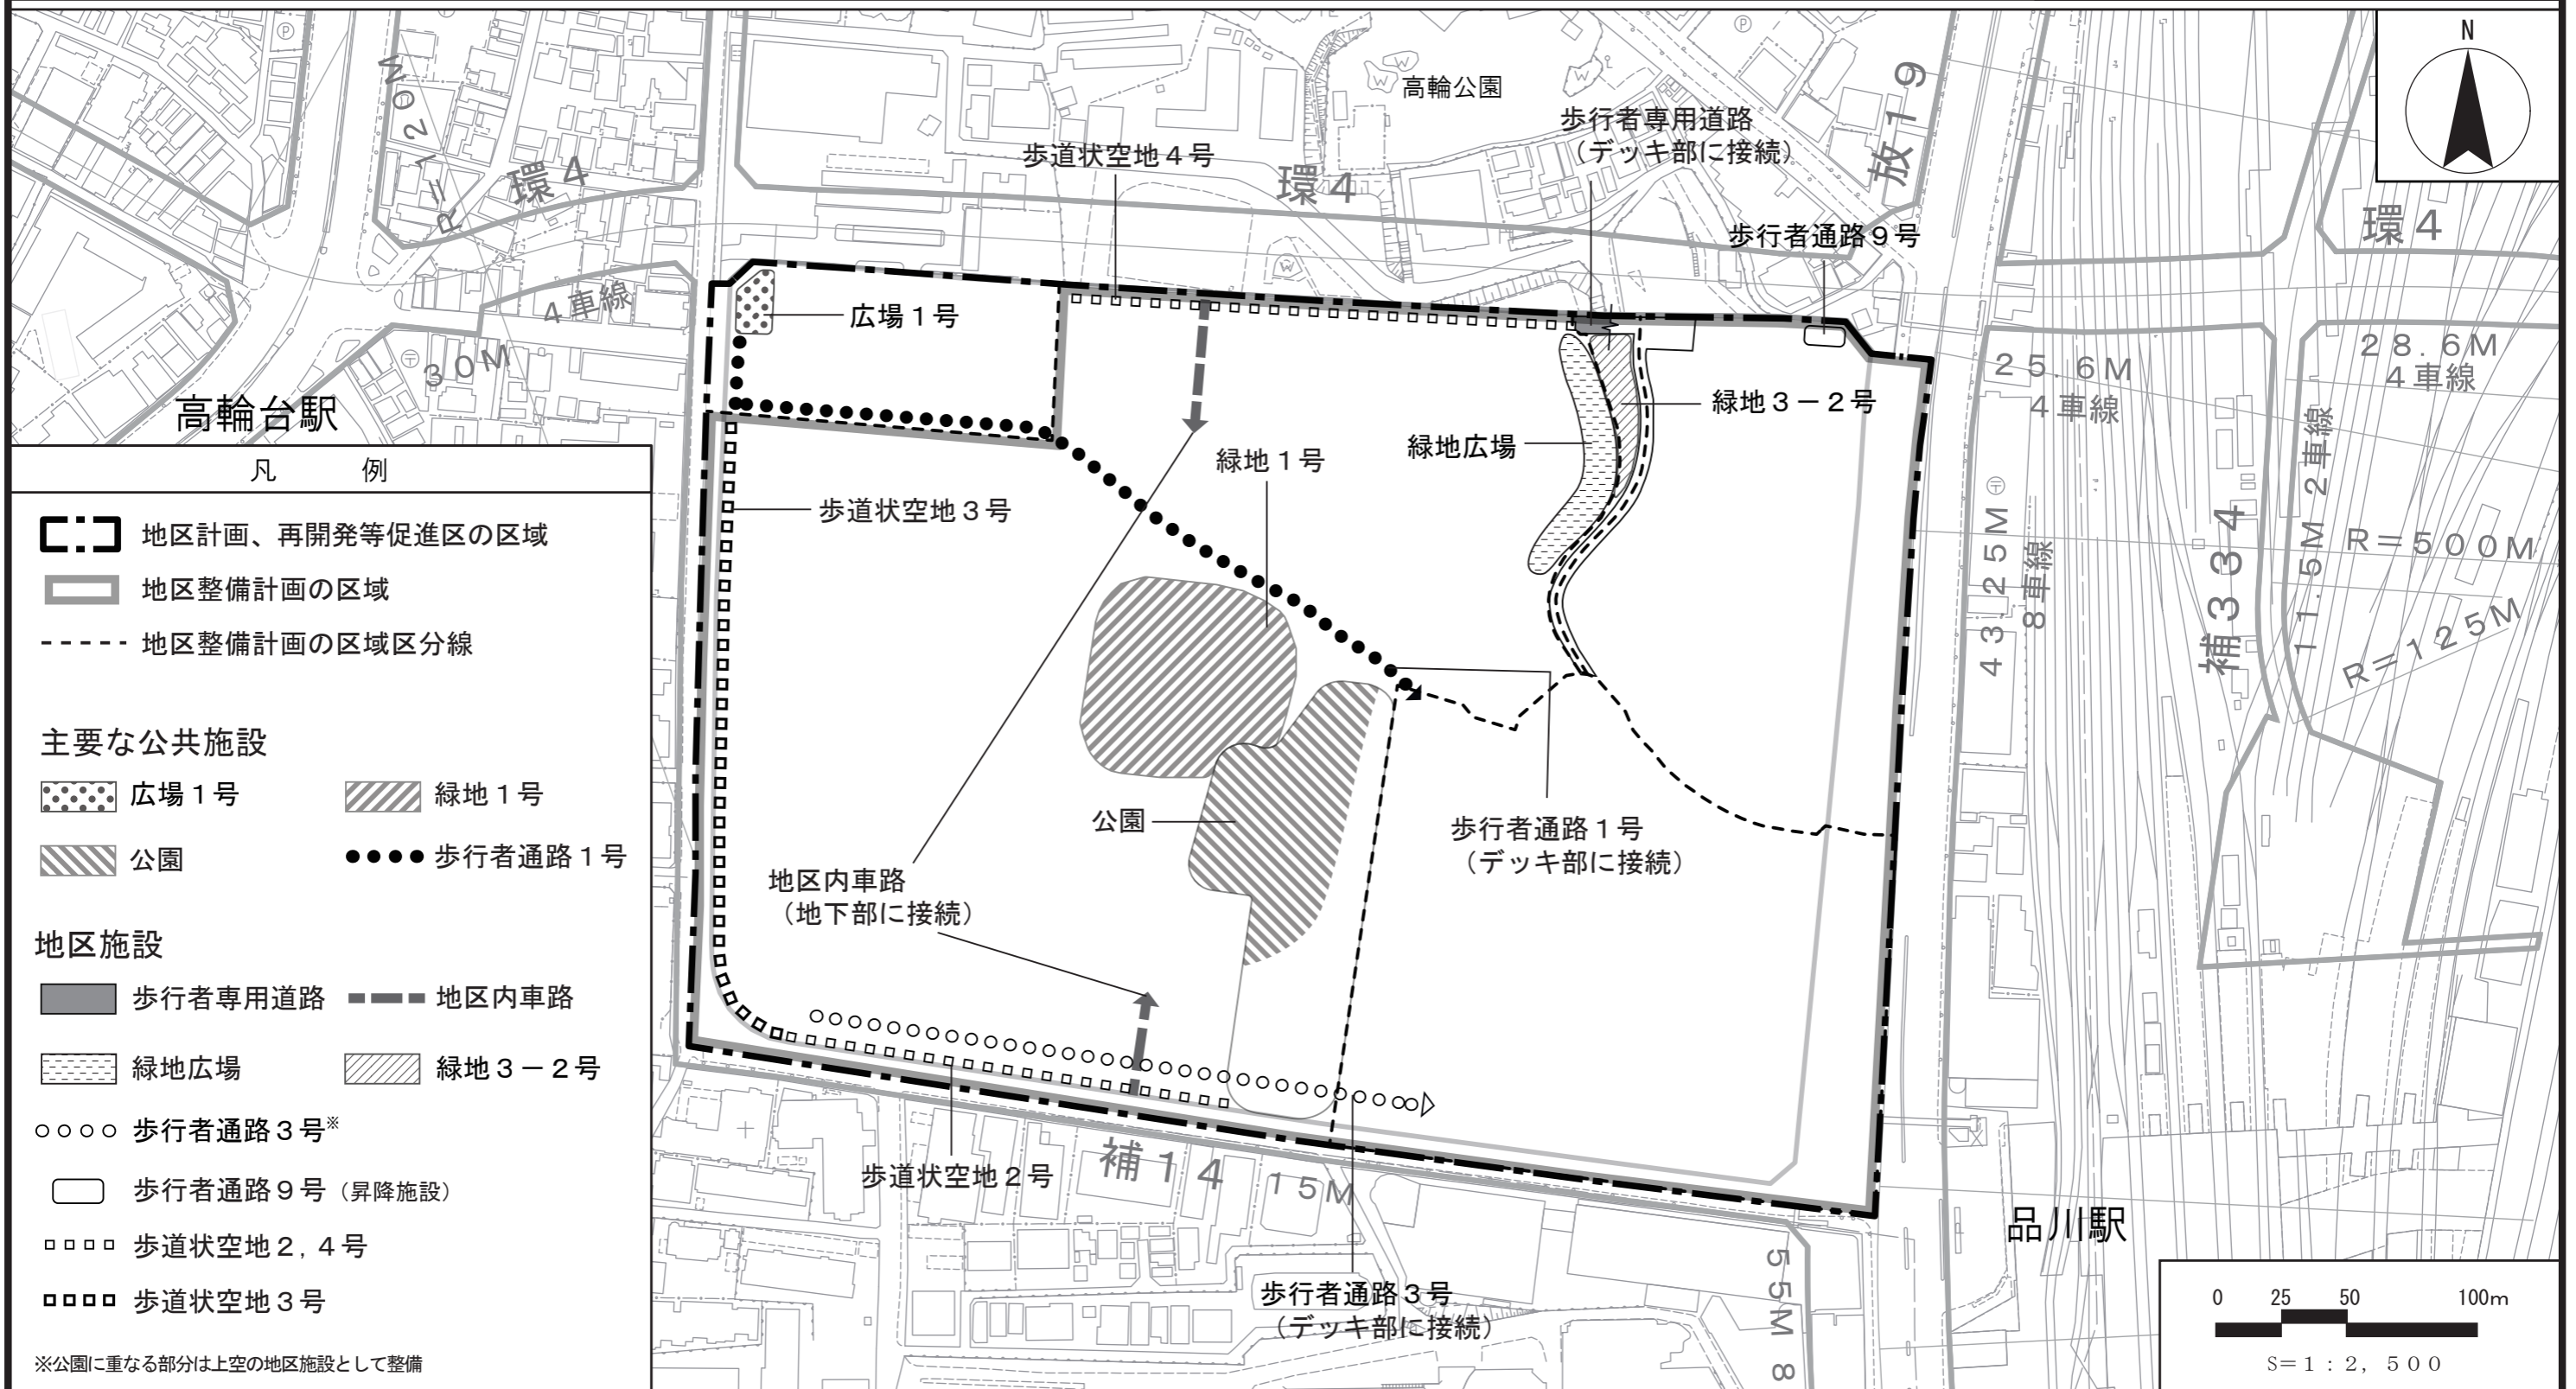 N
高輪公園
歩行者専用道路
（デッキ部に接続）
歩道状空地４号
放１９
環４
環４
環４
R＝１２０M
歩行者通路９号
４車線
広場１号
３０M
高輪台駅
２５.６M
４車線
２８.６M
４車線
緑地３－２号
緑地広場
緑地１号
歩道状空地３号
４３.２５M
８車線
補３３４
１１.５M ２車線
R＝５００M
R＝１２５M
公園
歩行者通路１号
（デッキ部に接続）
地区内車路
（地下部に接続）
歩道状空地２号
補１４ １５M
品川駅
歩行者通路３号
（デッキ部に接続）
５５M ８
凡 例
地区計画、再開発等促進区の区域
地区整備計画の区域
地区整備計画の区域区分線
主要な公共施設
広場１号
緑地１号
公園
歩行者通路１号
地区施設
歩行者専用道路
地区内車路
緑地広場
緑地３－２号
歩行者通路３号※
歩行者通路９号（昇降施設）
歩道状空地２，４号
歩道状空地３号
※公園に重なる部分は上空の地区施設として整備
0 25 50 100m
S＝１：２，５００